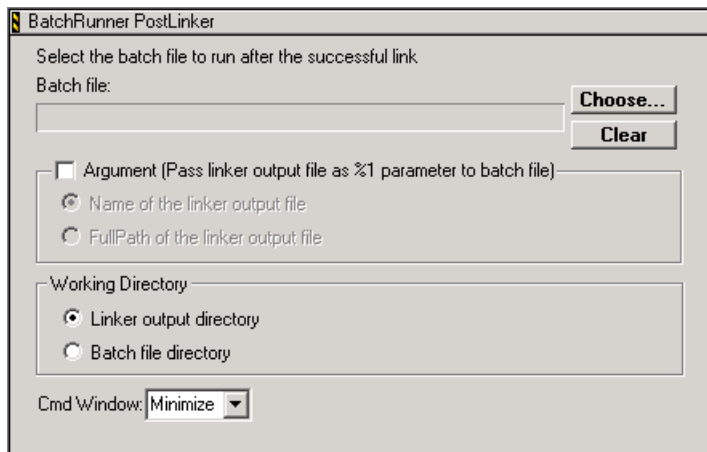 BatchRunner PostLinker
Select the batch file to run after the successful link
Batch file:
Choose...
Clear
Argument (Pass linker output file as %1 parameter to batch file)
Name of the linker output file
FullPath of the linker output file
Working Directory
Linker output directory
Batch file directory
Cmd Window: Minimize